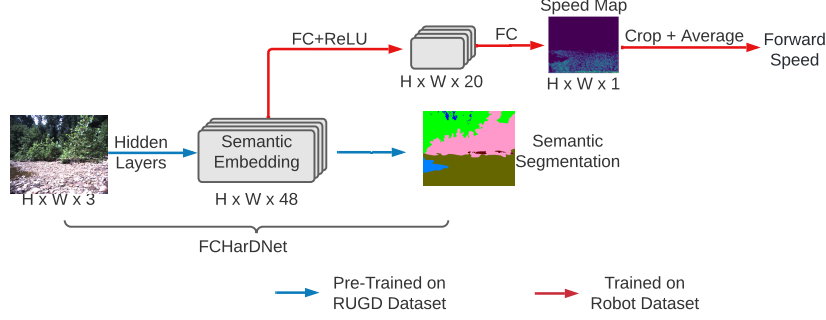 Speed Map
FC+ReLU
FC
Crop + Average
Forward
Speed
H x W x 20
H x W x 1
Hidden
Layers
Semantic
Embedding
Semantic
Segmentation
H x W x 3
H x W x 48
FCHarDNet
Pre-Trained on
RUGD Dataset
Trained on
Robot Dataset